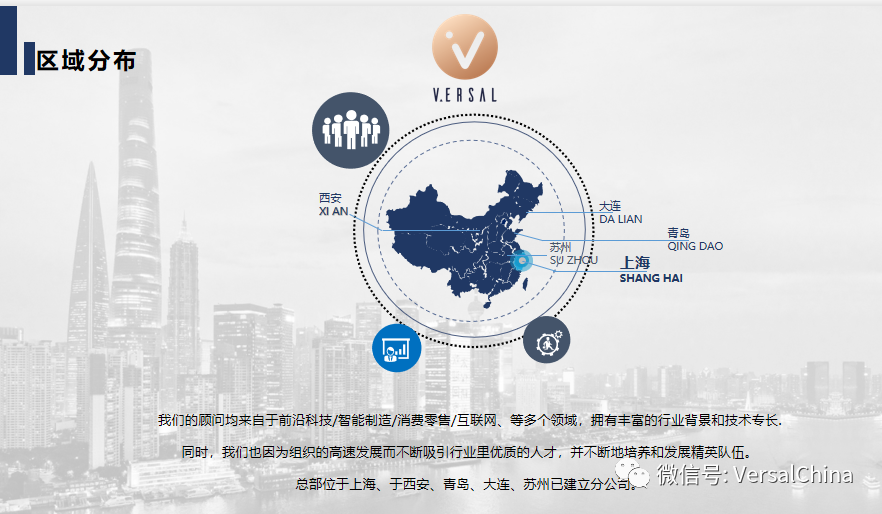 区域分布
V.ERSAL
西安
XI AN
大连
DA LIAN
青岛
QING DAO
苏州
SU ZHOU
上海
SHANG HAI
我们的顾问均来自于前沿科技/智能制造/消费零售/互联网、等多个领域，拥有丰富的行业背景和技术专长.
同时，我们也因为组织的高速发展而不断吸引行业里优质的人才，并不断地培养和发展精英队伍。
总部位于上海、于西安、青岛、大连、苏州已建立分公司。
微信号: VersalChina